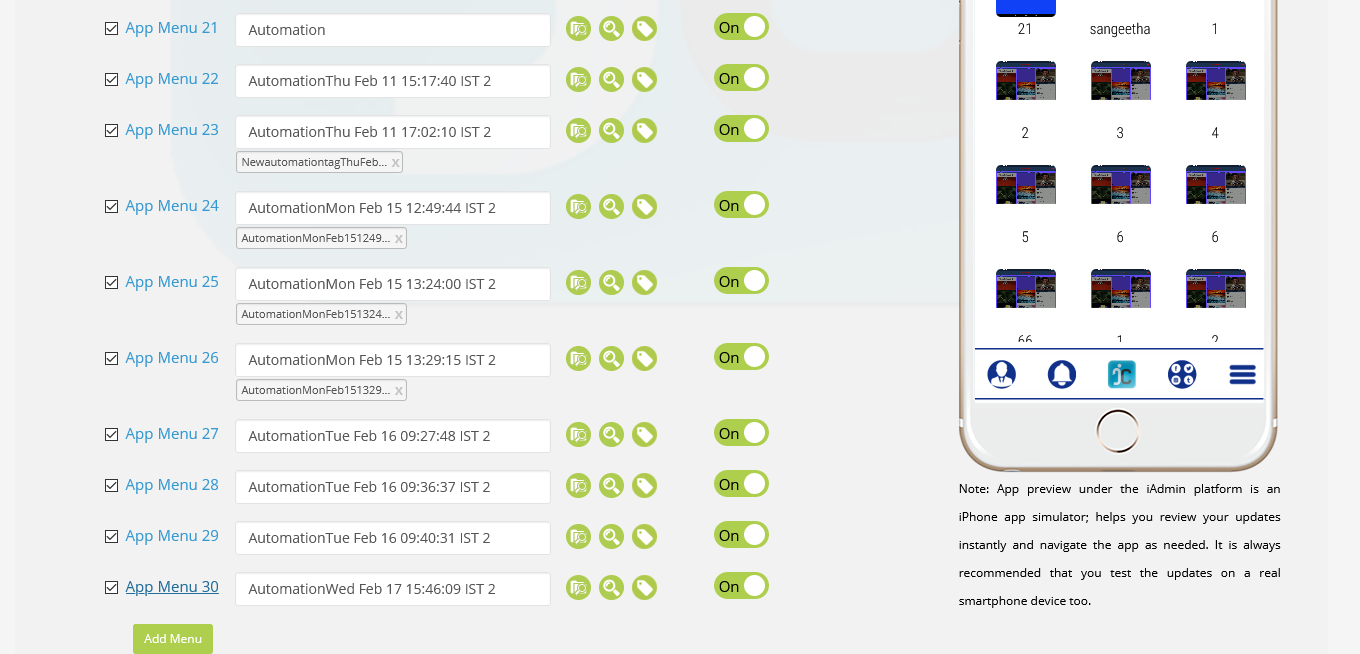 App Menu 21 Automation On
App Menu 22 AutomationThu Feb 11 15:17:40 IST 2 On
App Menu 23 AutomationThu Feb 11 17:02:10 IST 2 On
NewautomationtagThuFeb... x
App Menu 24 AutomationMon Feb 15 12:49:44 IST 2 On
AutomationMonFeb151249... x
App Menu 25 AutomationMon Feb 15 13:24:00 IST 2 On
AutomationMonFeb151324... x
App Menu 26 AutomationMon Feb 15 13:29:15 IST 2 On
AutomationMonFeb151329... x
App Menu 27 AutomationTue Feb 16 09:27:48 IST 2 On
App Menu 28 AutomationTue Feb 16 09:36:37 IST 2 On
App Menu 29 AutomationTue Feb 16 09:40:31 IST 2 On
App Menu 30 AutomationWed Feb 17 15:46:09 IST 2 On
Add Menu
21 sangeetha 1
2 3 4
5 6 6
66 1 2
jc
Note: App preview under the iAdmin platform is an
iPhone app simulator; helps you review your updates
instantly and navigate the app as needed. It is always
recommended that you test the updates on a real
smartphone device too.